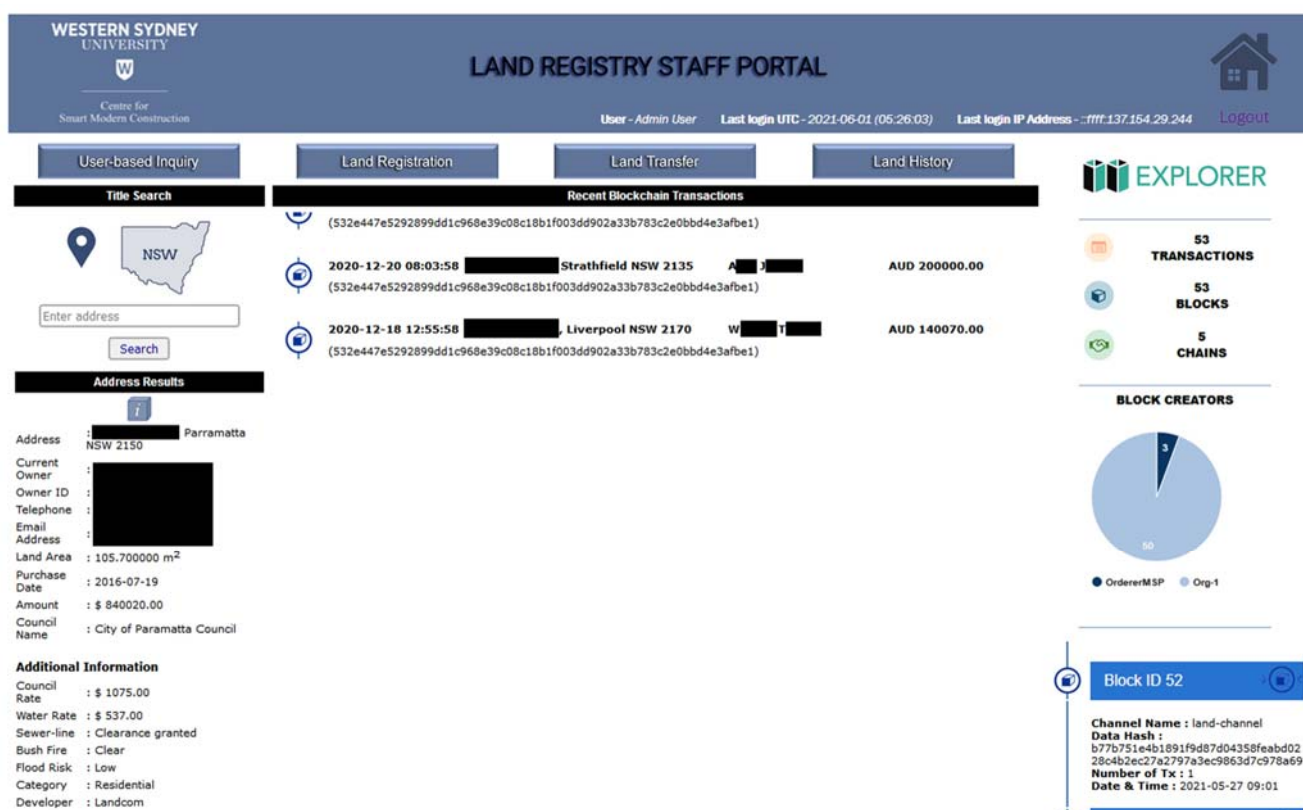 WESTERN SYDNEY
UNIVERSITY
W
Centre for
Smart Modern Construction
LAND REGISTRY STAFF PORTAL
User - Admin User Last login UTC - 2021-06-01 (05:26:03) Last login IP Address - ::ffff:137.154.29.244
Logout
User-based Inquiry
Land Registration
Land Transfer
Land History
Title Search
NSW
Enter address
Search
Address Results
i
Address : Parramatta
NSW 2150
Current
Owner :
Owner ID :
Telephone :
Email
Address :
Land Area : 105.700000 m2
Purchase
Date : 2016-07-19
Amount : $ 840020.00
Council
Name : City of Paramatta Council
Additional Information
Council
Rate : $ 1075.00
Water Rate : $ 537.00
Sewer-line : Clearance granted
Bush Fire : Clear
Flood Risk : Low
Category : Residential
Developer : Landcom
Recent Blockchain Transactions
(532e447e5292899dd1c968e39c08c18b1f003dd902a33b783c2e0bbd4e3afbe1)
2020-12-20 08:03:58 Strathfield NSW 2135 A J AUD 200000.00
(532e447e5292899dd1c968e39c08c18b1f003dd902a33b783c2e0bbd4e3afbe1)
2020-12-18 12:55:58 , Liverpool NSW 2170 W T AUD 140070.00
(532e447e5292899dd1c968e39c08c18b1f003dd902a33b783c2e0bbd4e3afbe1)
EXPLORER
53
TRANSACTIONS
53
BLOCKS
5
CHAINS
BLOCK CREATORS
3
50
OrdererMSP Org-1
Block ID 52
Channel Name : land-channel
Data Hash :
b77b751e4b1891f9d87d04358feabd02
28c4b2ec27a2797a3ec9863d7c978a69
Number of Tx : 1
Date & Time : 2021-05-27 09:01